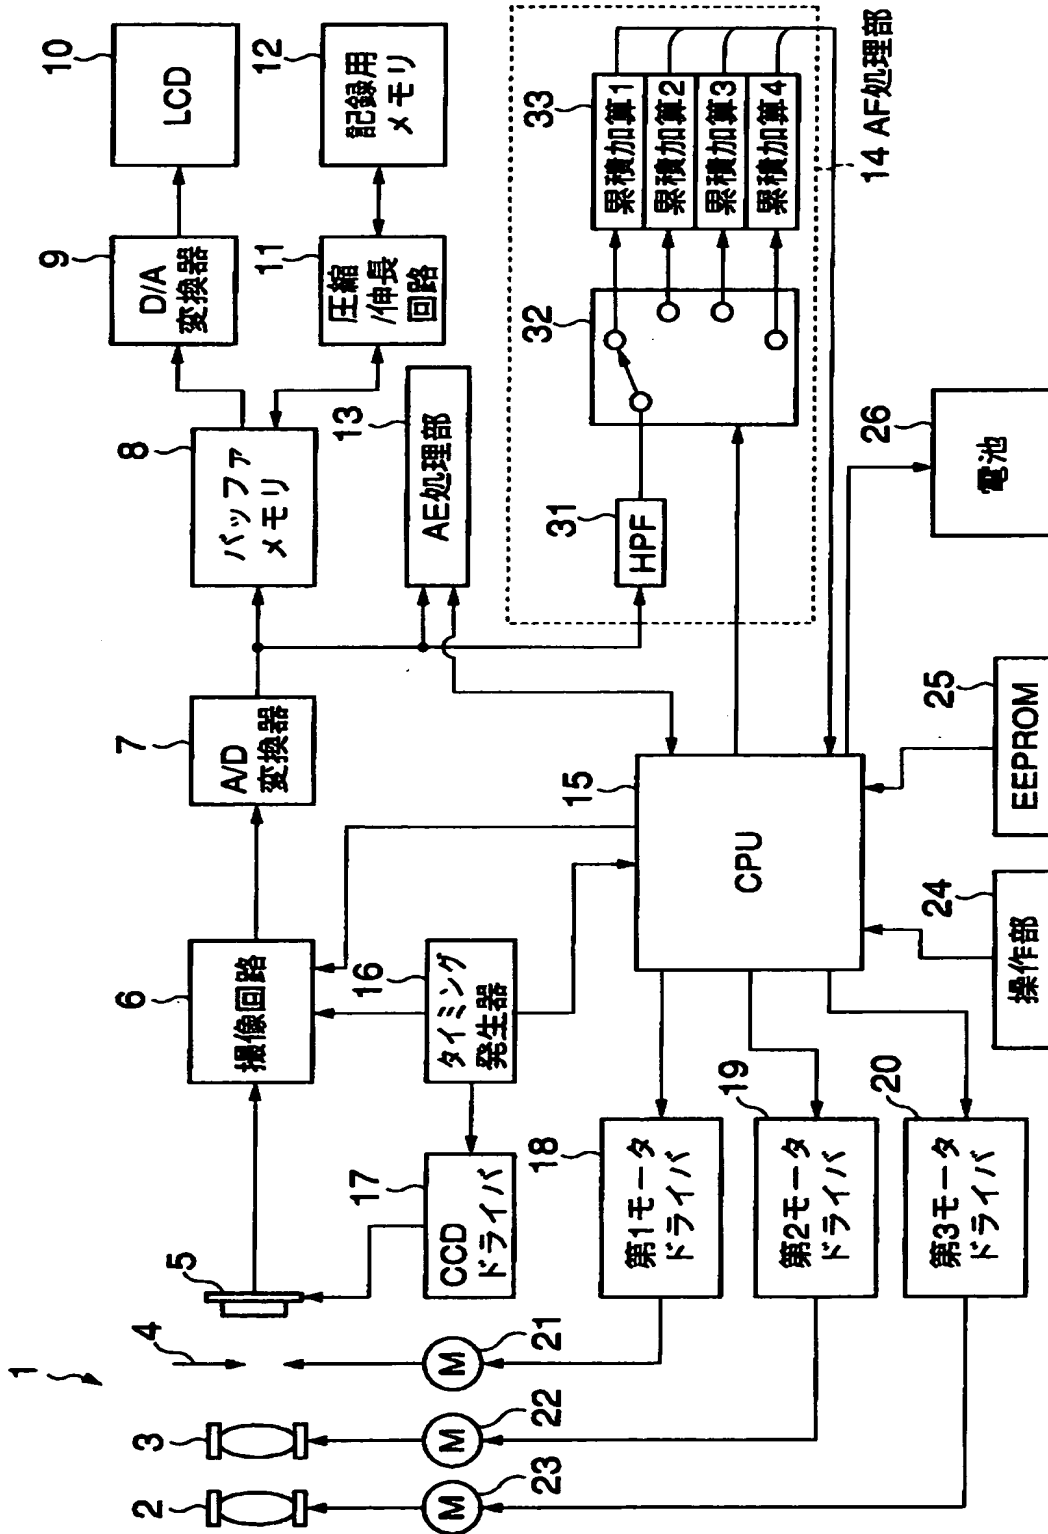 1
2
3
4
5
6
撮像回路
7
A/D
変換器
8
バッファ
メモリ
9
D/A
変換器
10
LCD
11
圧縮
/伸長
回路
12
記録用
メモリ
13
AE処理部
14 AF処理部
31
HPF
32
33
累積加算1
累積加算2
累積加算3
累積加算4
15
CPU
16
タイミング
発生器
17
CCD
ドライバ
18
第1モータ
ドライバ
19
第2モータ
ドライバ
20
第3モータ
ドライバ
21
M
22
M
23
M
24
操作部
25
EEPROM
26
電池